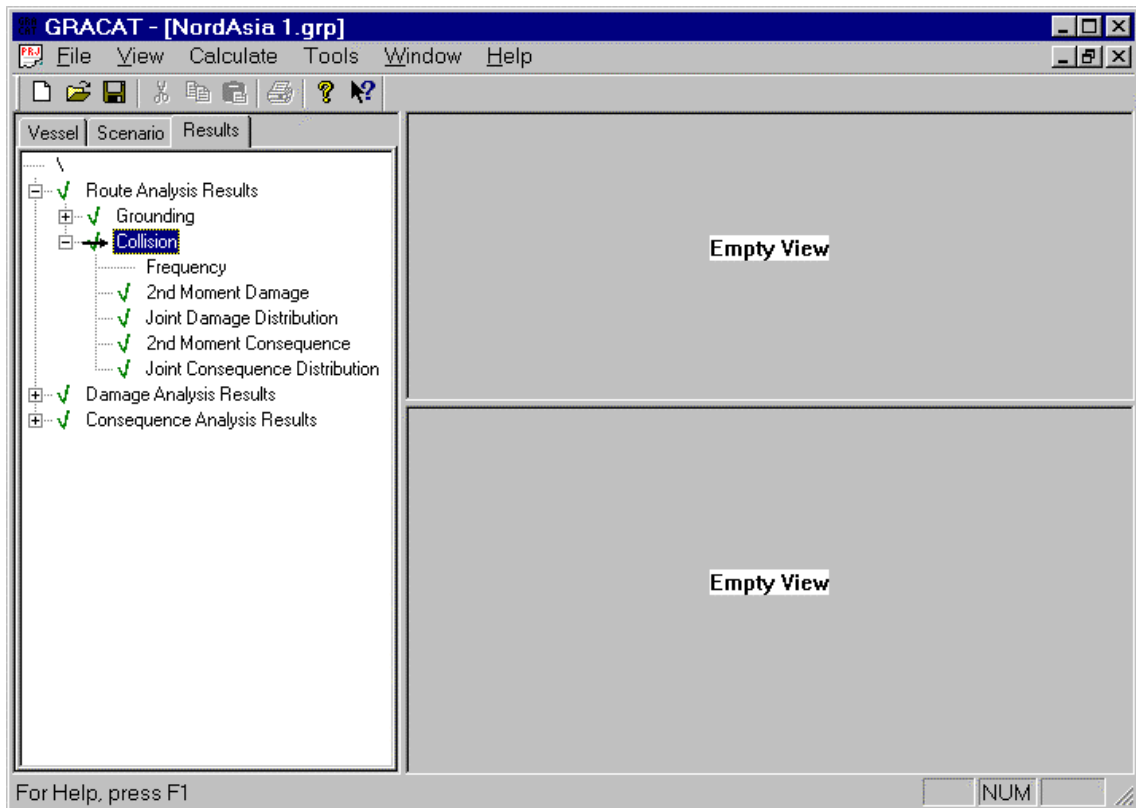 GRACAT - [NordAsia 1.grp]
File View Calculate Tools Window Help
Vessel Scenario Results
\
Route Analysis Results
Grounding
Collision
Frequency
2nd Moment Damage
Joint Damage Distribution
2nd Moment Consequence
Joint Consequence Distribution
Damage Analysis Results
Consequence Analysis Results
Empty View
Empty View
For Help, press F1 NUM